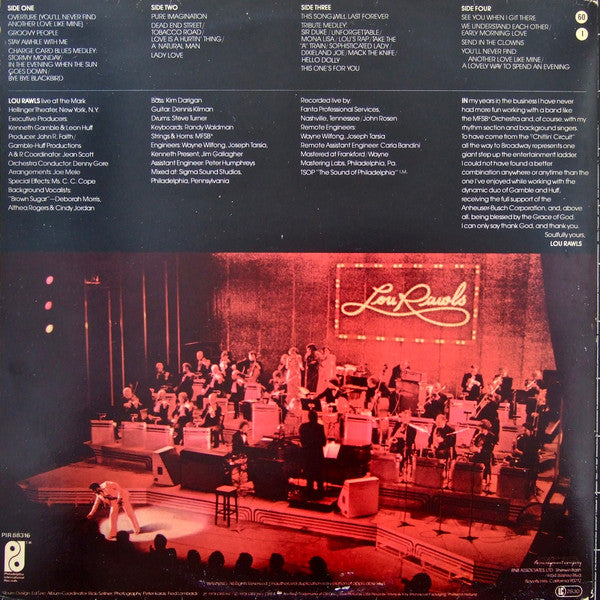 SIDE ONE
OVERTURE (YOU'LL NEVER FIND
ANOTHER LOVE LIKE MINE)
GROOVY PEOPLE
STAY AWHILE WITH ME
CHARGE CARD BLUES MEDLEY:
STORMY MONDAY/
IN THE EVENING WHEN THE SUN
GOES DOWN/
BYE BYE BLACKBIRD
SIDE TWO
PURE IMAGINATION
DEAD END STREET/
TOBACCO ROAD/
LOVE IS A HURTIN' THING/
A NATURAL MAN
LADY LOVE
SIDE THREE
THIS SONG WILL LAST FOREVER
TRIBUTE MEDLEY:
SIR DUKE/UNFORGETTABLE/
MONA LISA/LOU'S RAP/TAKE THE
"A" TRAIN/SOPHISTICATED LADY
DIXIELAND JOE/MACK THE KNIFE/
HELLO DOLLY
THIS ONE'S FOR YOU
SIDE FOUR
SEE YOU WHEN I GIT THERE
WE UNDERSTAND EACH OTHER/
EARLY MORNING LOVE
SEND IN THE CLOWNS
YOU'LL NEVER FIND
ANOTHER LOVE LIKE MINE/
A LOVELY WAY TO SPEND AN EVENING
60
I
LOU RAWLS live at the Mark
Hellinger Theater, New York, N.Y.
Executive Producers:
Kenneth Gamble & Leon Huff
Producer: John R. Faith/
Gamble-Huff Productions
A & R Coordinator: Jean Scott
Orchestra Conductor: Denny Gore
Arrangements: Joe Mele
Special Effects: Ms. C.C. Cope
Background Vocalists:
"Brown Sugar"—Deborah Morris,
Althea Rogers & Cindy Jordan
Bass: Kim Darigan
Guitar: Dennis Kilman
Drums: Steve Turner
Keyboards: Randy Waldman
Strings & Horns: MFSB*
Engineers: Wayne Wilfong, Joseph Tarsia,
Kenneth Present, Jim Gallagher
Assistant Engineer: Peter Humphreys
Mixed at: Sigma Sound Studios,
Philadelphia, Pennsylvania
Recorded live by:
Fanta Professional Services,
Nashville, Tennessee/John Rosen
Remote Engineers:
Wayne Wilfong, Joseph Tarsia
Remote Assistant Engineer: Carla Bandini
Mastered at: Frankford/Wayne
Mastering Labs, Philadelphia, Pa.
TSOP "The Sound of Philadelphia" T.M.
IN my years in the business I have never
had more fun working with a band like
the MFSB Orchestra and, of course, with my
rhythm section and background singers.
To have come from the "Chitlin' Circuit"
all the way to Broadway represents one
giant step up the entertainment ladder.
I could not have found a better
combination anywhere or anytime than the
one I've enjoyed while working with the
dynamic duo of Gamble and Huff,
receiving the full support of the
Anheuser-Busch Corporation, and, above
all, being blessed by the Grace of God.
I can only say thank God, and thank you.
Soulfully yours,
LOU RAWLS
Lou Rawls
PIR 88316
Philadelphia
International
Records